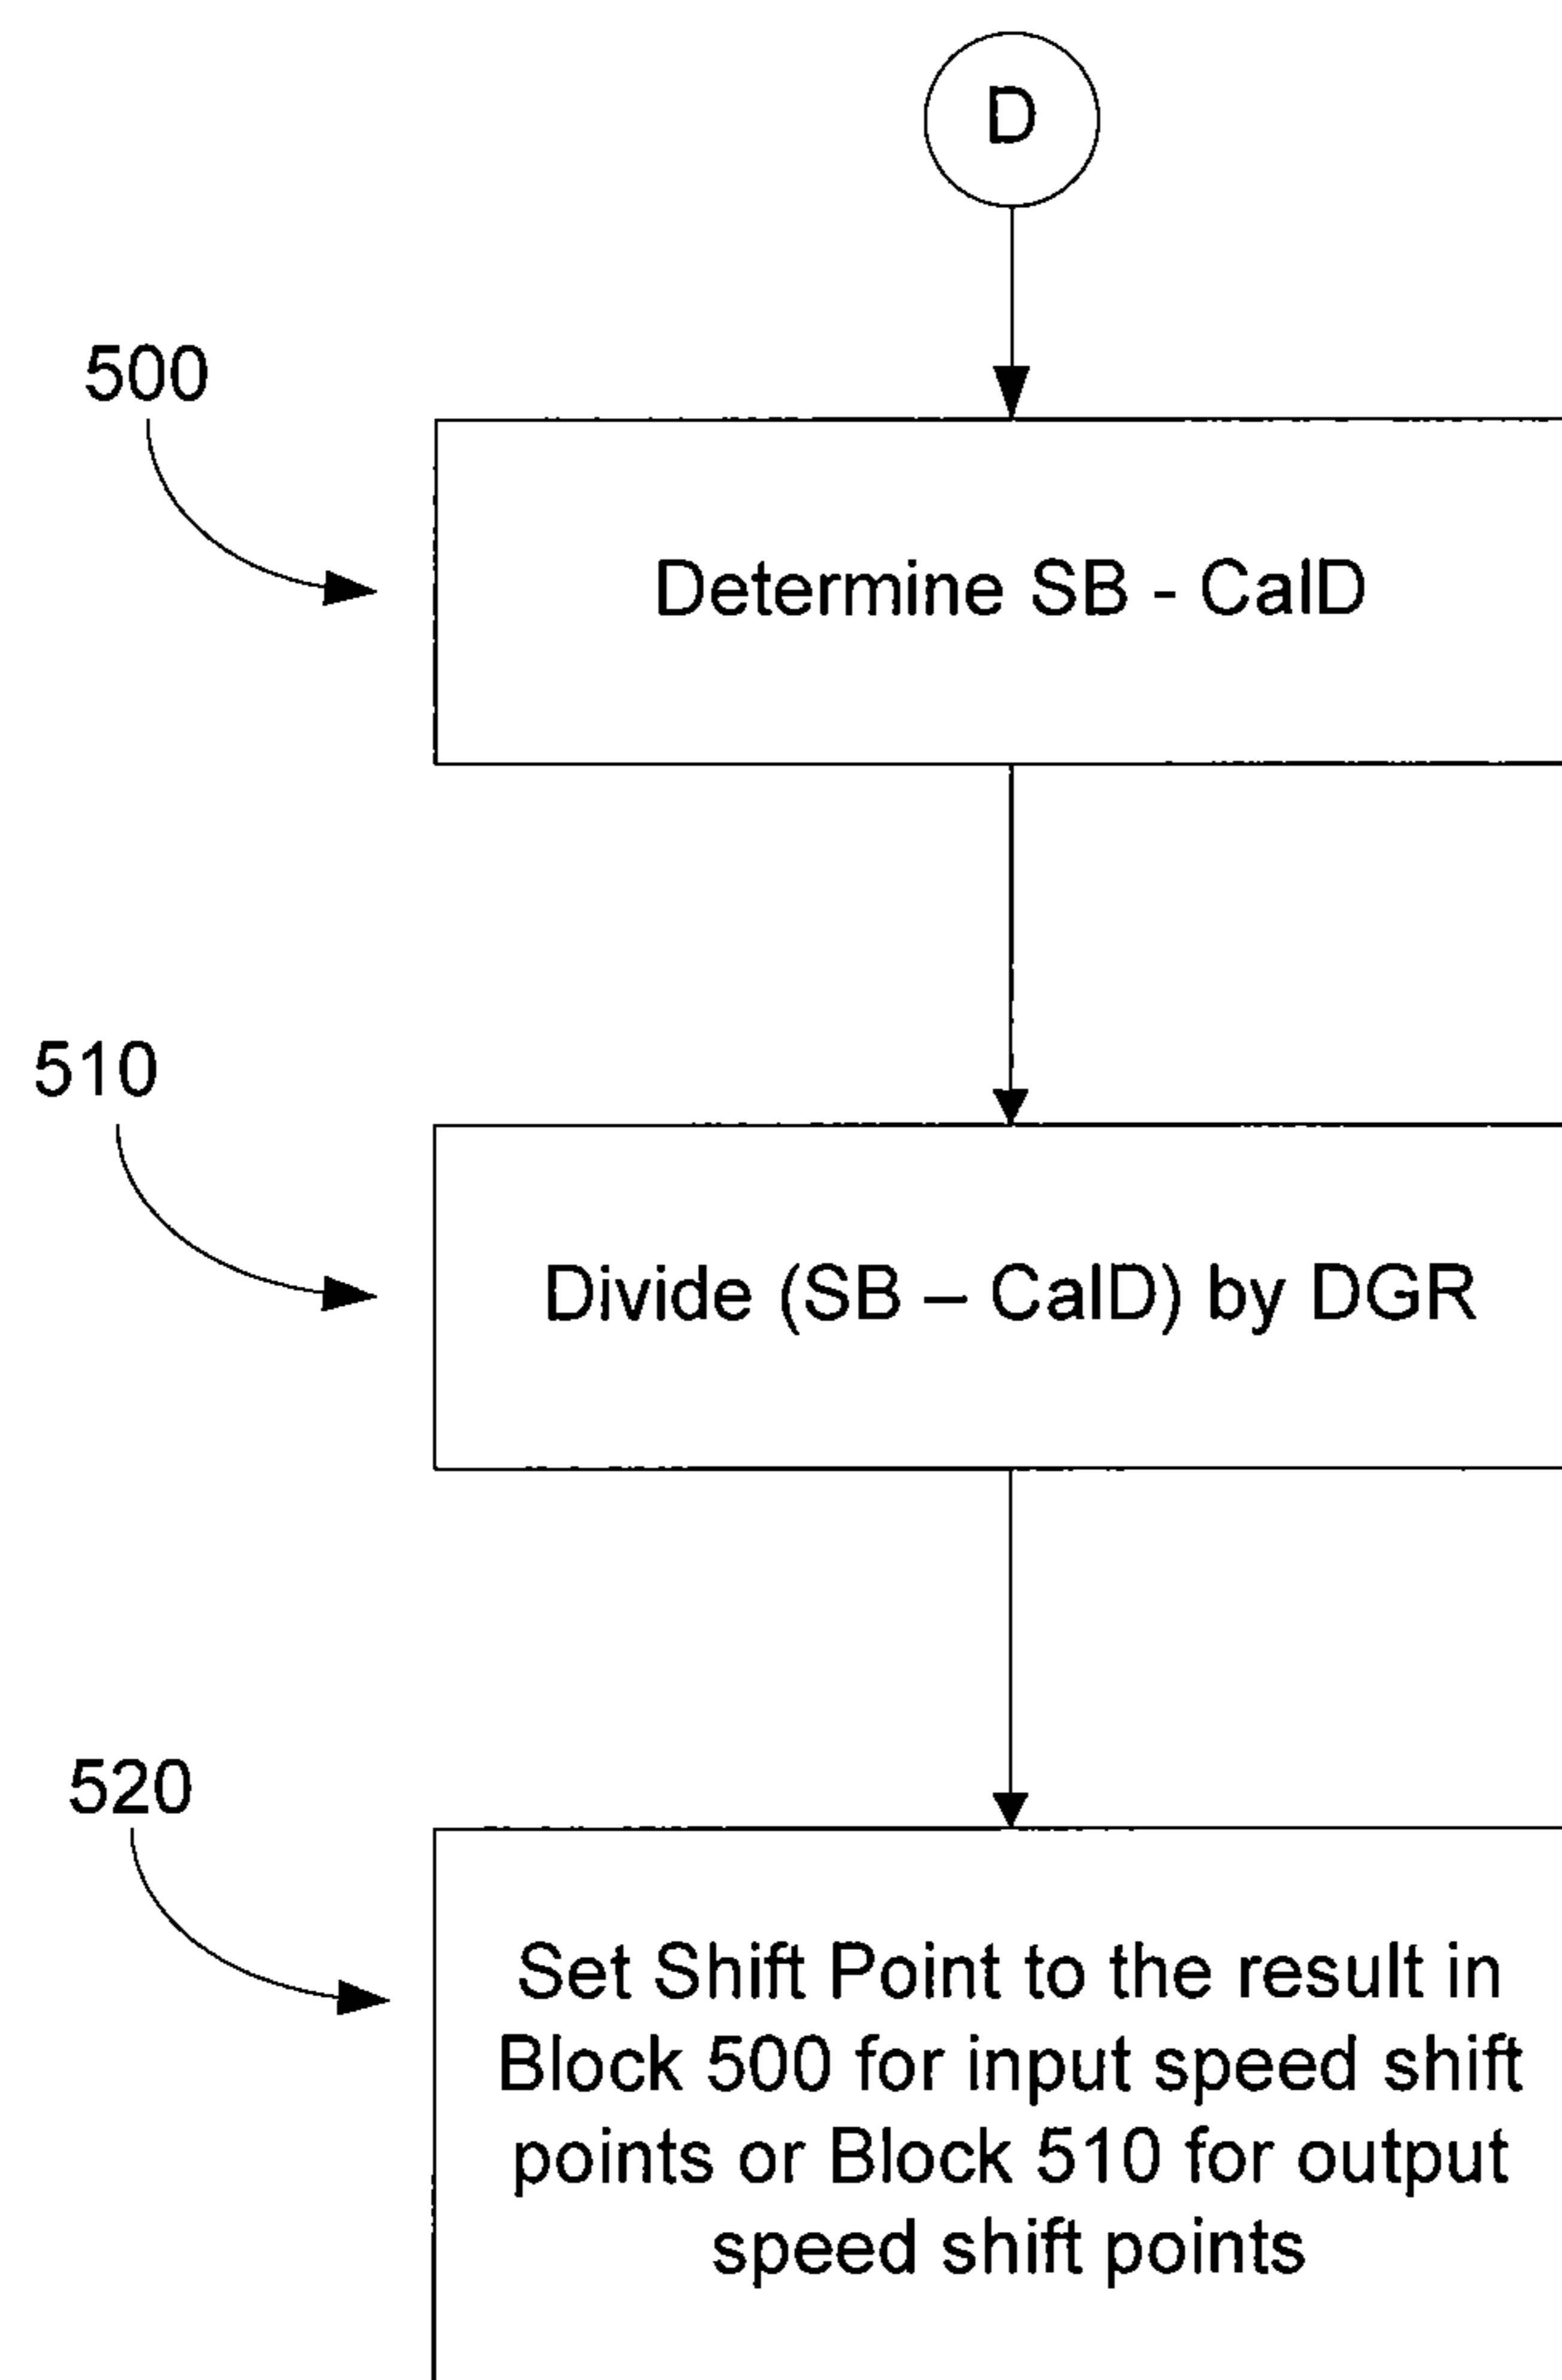 D
500
Determine SB - CalD
510
Divide (SB – CalD) by DGR
520
Set Shift Point to the result in
Block 500 for input speed shift
points or Block 510 for output
speed shift points